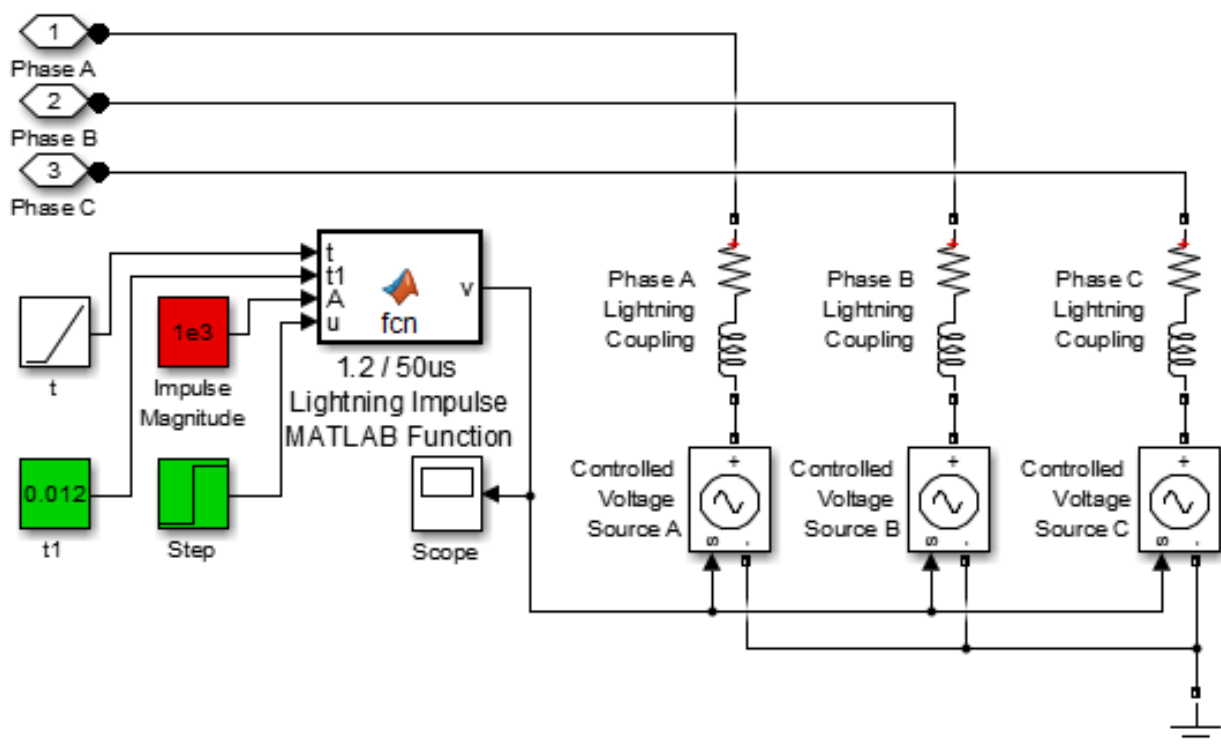 1
Phase A
2
Phase B
3
Phase C
t
t1
A
u
v
fcn
1.2 / 50us
Lightning Impulse
MATLAB Function
t
1e3
Impulse
Magnitude
0.012
t1
Step
Scope
Phase A
Lightning
Coupling
Phase B
Lightning
Coupling
Phase C
Lightning
Coupling
Controlled
Voltage
Source A
+
s
-
Controlled
Voltage
Source B
+
s
-
Controlled
Voltage
Source C
+
s
-